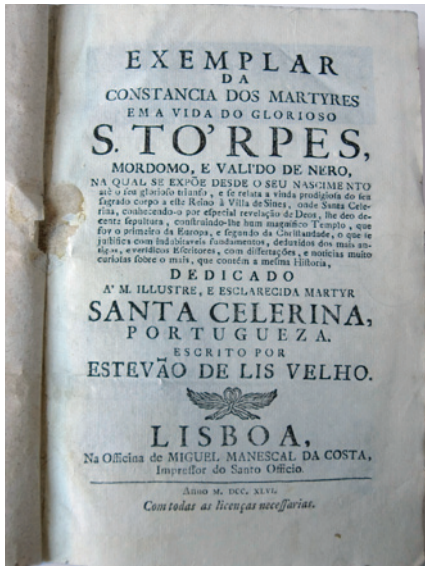 EXEMPLAR
DA
CONSTANCIA DOS MARTYRES
EM A VIDA DO GLORIOSO
S. TO'RPES,
MORDOMO, E VALI'DO DE NERO,
NA QUAL SE EXPÕE DESDE O SEU NASCIMENTO
atè o seu glorioso triunfo, e se relata a vinda prodigiosa do seu
sagrado corpo a este Reino à Villa de Sines, onde Santa Cele-
rina, conhecendo-o por especial revelação de Deos, lhe deo de-
cente sepultura, construindo-lhe hum magnifico Templo, que
foy o primeiro da Europa, e segundo da Christandade, o que se
justifica com indubitaveis fundamentos, deduzidos dos mais an-
tigos, e veridicos Escritores, com dissertações, e noticias muito
curiosas sobre o mais, que contém a mesma Historia,
DEDICADO
A' M. ILLUSTRE, E ESCLARECIDA MARTYR
SANTA CELERINA,
PORTUGUEZA.
ESCRITO POR
ESTEVÃO DE LIS VELHO.
LISBOA,
Na Officina de MIGUEL MANESCAL DA COSTA,
Impressor do Santo Officio.
Anno M. DCC. XLVI.
Com todas as licenças necessarias.